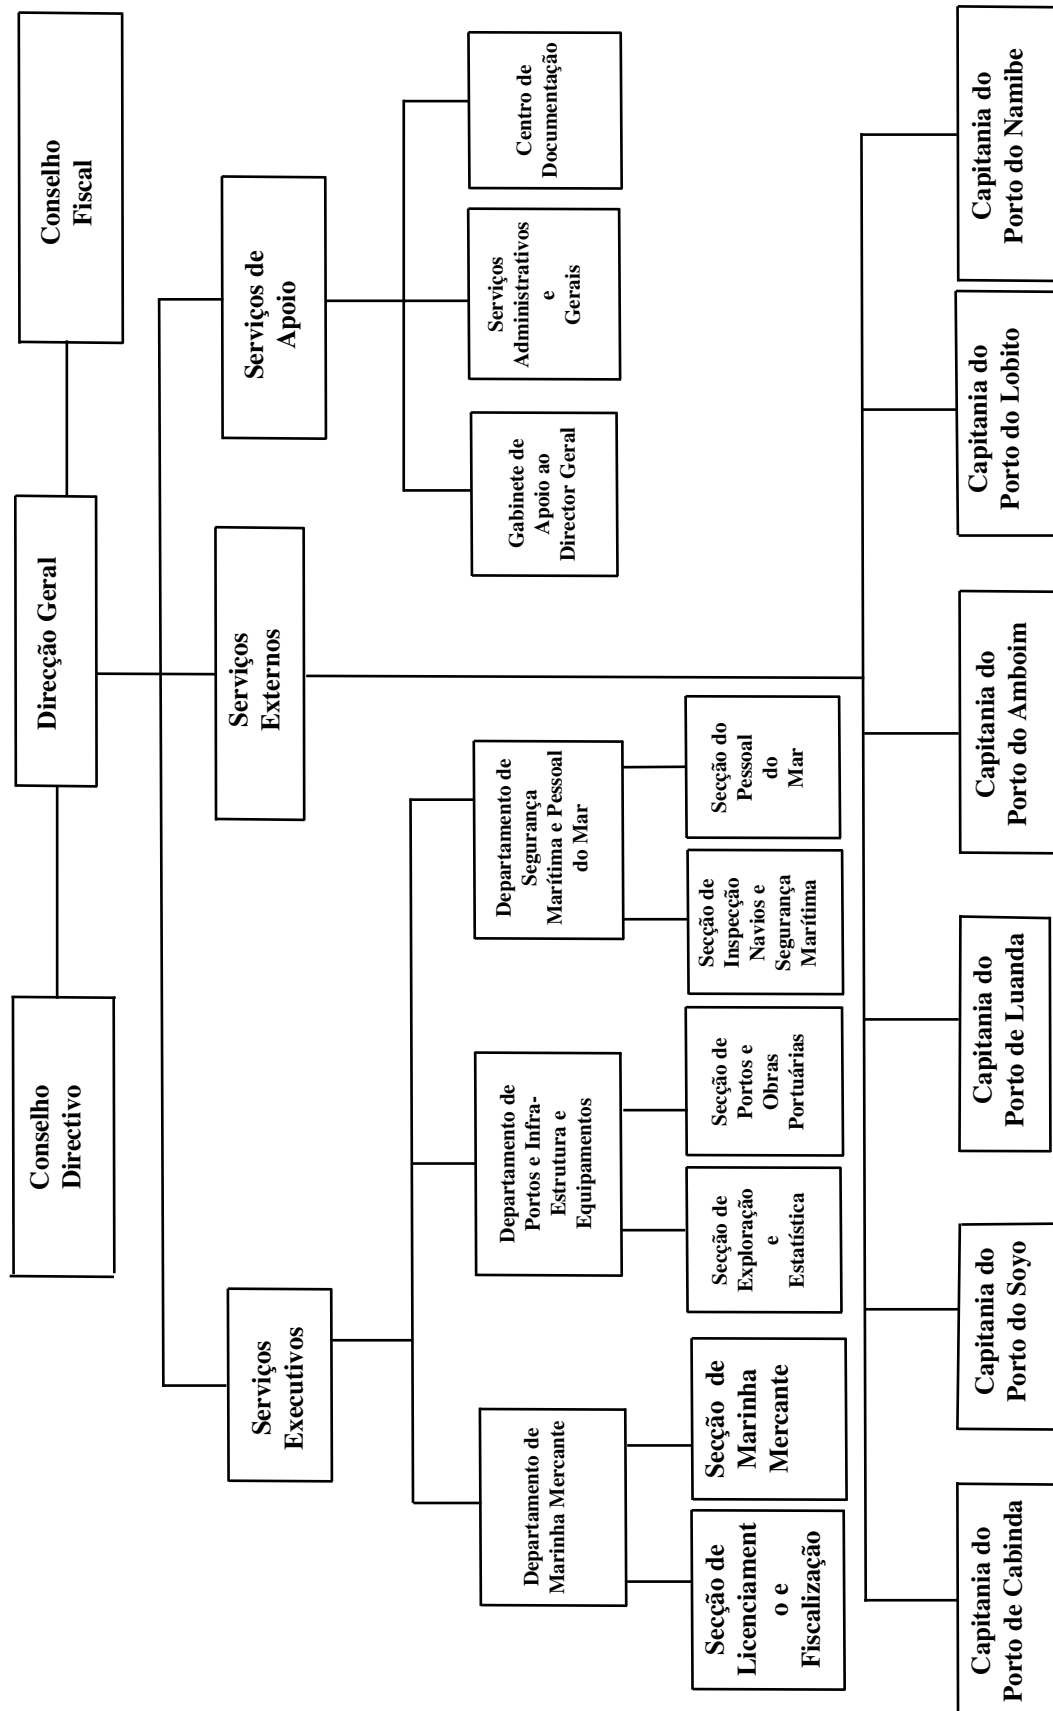 Conselho
Directivo
Direcção Geral
Conselho
Fiscal
Serviços
Executivos
Serviços
Externos
Serviços de
Apoio
Departamento de
Marinha Mercante
Departamento de
Portos e Infra-
Estrutura e
Equipamentos
Departamento de
Segurança
Marítima e Pessoal
do Mar
Gabinete de
Apoio ao
Director Geral
Serviços
Administrativos
e
Gerais
Centro de
Documentação
Secção de
Licenciament
o e
Fiscalização
Secção de
Marinha
Mercante
Secção de
Exploração
e
Estatística
Secção de
Portos e
Obras
Portuárias
Secção de
Inspecção
Navios e
Segurança
Marítima
Secção do
Pessoal
do
Mar
Capitania do
Porto de Cabinda
Capitania do
Porto do Soyo
Capitania do
Porto de Luanda
Capitania do
Porto do Amboim
Capitania do
Porto do Lobito
Capitania do
Porto do Namibe